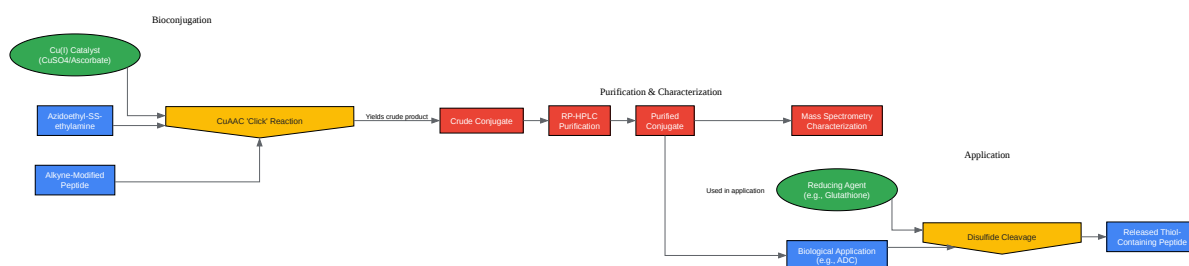 Bioconjugation
Cu(I) Catalyst
(CuSO4/Ascorbate)
Azidoethyl-SS-
ethylamine
CuAAC 'Click' Reaction
Alkyne-Modified
Peptide
Yields crude product
Purification & Characterization
Crude Conjugate
RP-HPLC
Purification
Purified
Conjugate
Mass Spectrometry
Characterization
Application
Used in application
Reducing Agent
(e.g., Glutathione)
Biological Application
(e.g., ADC)
Disulfide Cleavage
Released Thiol-
Containing Peptide